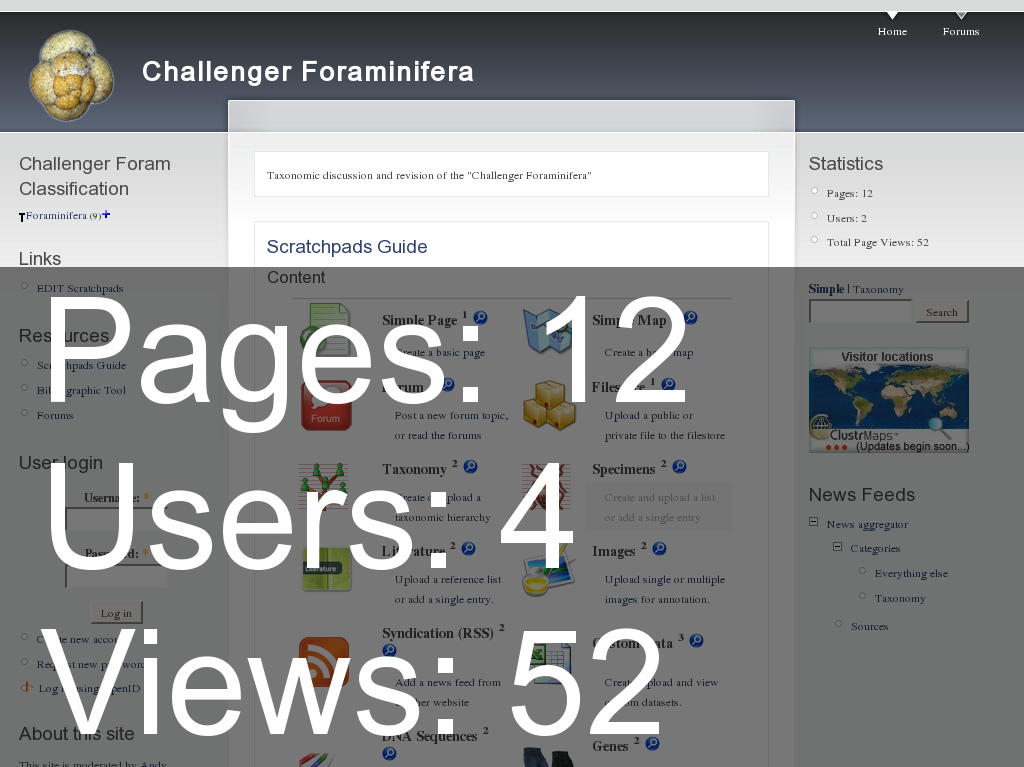 Home
Forums
Challenger Foraminifera
Challenger Foram
Classification
Foraminifera (9)
Links
EDIT Scratchpads
Resources
Scratchpads Guide
Bibliographic Tool
Forums
User login
Username: *
Password: *
Log in
Create new account
Request new password
Log in using OpenID
About this site
This site is moderated by Andy
Taxonomic discussion and revision of the "Challenger Foraminifera"
Scratchpads Guide
Content
Simple Page 1
Create a basic page
Simple Map
Create a basic map
Forum
Post a new forum topic,
or read the forums
Filestore 1
Upload a public or
private file to the filestore
Taxonomy 2
Create or upload a
taxonomic hierarchy
Specimens 2
Create and upload a list
or add a single entry
Literature 2
Upload a reference list
or add a single entry.
Images 2
Upload single or multiple
images for annotation.
Syndication (RSS) 2
Add a news feed from
another website
Custom Data 3
Create, upload and view
custom datasets.
DNA Sequences 2
Genes 2
Forum
Literature
Statistics
Pages: 12
Users: 2
Total Page Views: 52
Simple | Taxonomy
Search
Visitor locations
ClustrMaps™
(Updates begin soon...)
News Feeds
News aggregator
Categories
Everything else
Taxonomy
Sources
Pages: 12
Users: 4
Views: 52